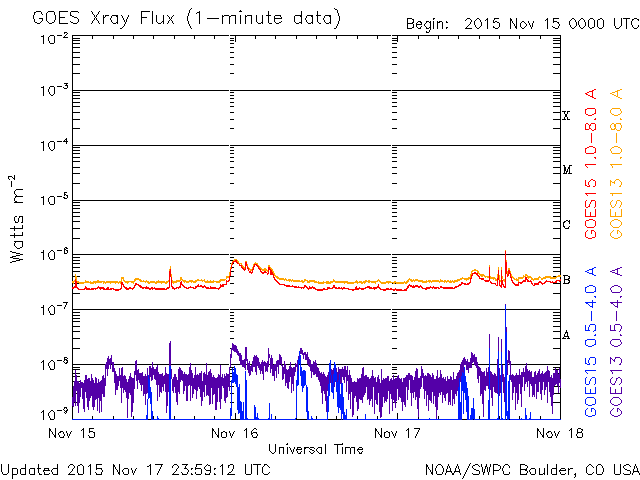 GOES Xray Flux (1-minute data)
Begin: 2015 Nov 15 0000 UTC
10-2
10-3
10-4
10-5
10-6
10-7
10-8
10-9
Watts m-2
X
M
C
B
A
GOES15 1.0-8.0 A
GOES13 1.0-8.0 A
GOES15 0.5-4.0 A
GOES13 0.5-4.0 A
Nov 15
Nov 16
Nov 17
Nov 18
Universal Time
Updated 2015 Nov 17 23:59:12 UTC
NOAA/SWPC Boulder, CO USA